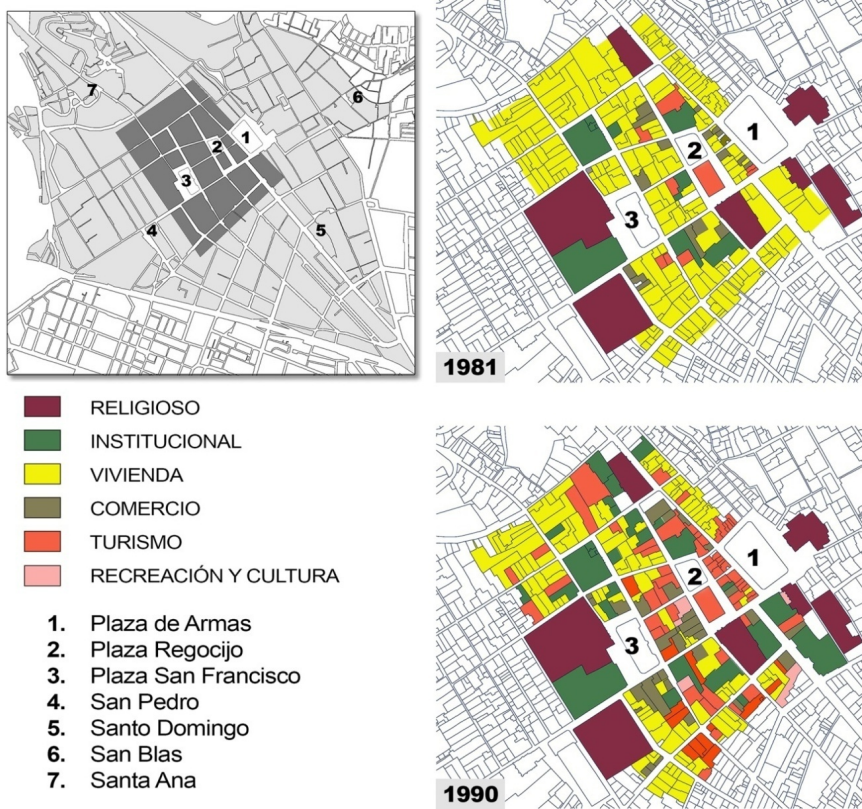 7
6
1
2
3
4
5
1
2
3
1981
RELIGIOSO
INSTITUCIONAL
VIVIENDA
COMERCIO
TURISMO
RECREACIÓN Y CULTURA
1. Plaza de Armas
2. Plaza Regocijo
3. Plaza San Francisco
4. San Pedro
5. Santo Domingo
6. San Blas
7. Santa Ana
1
2
3
1990